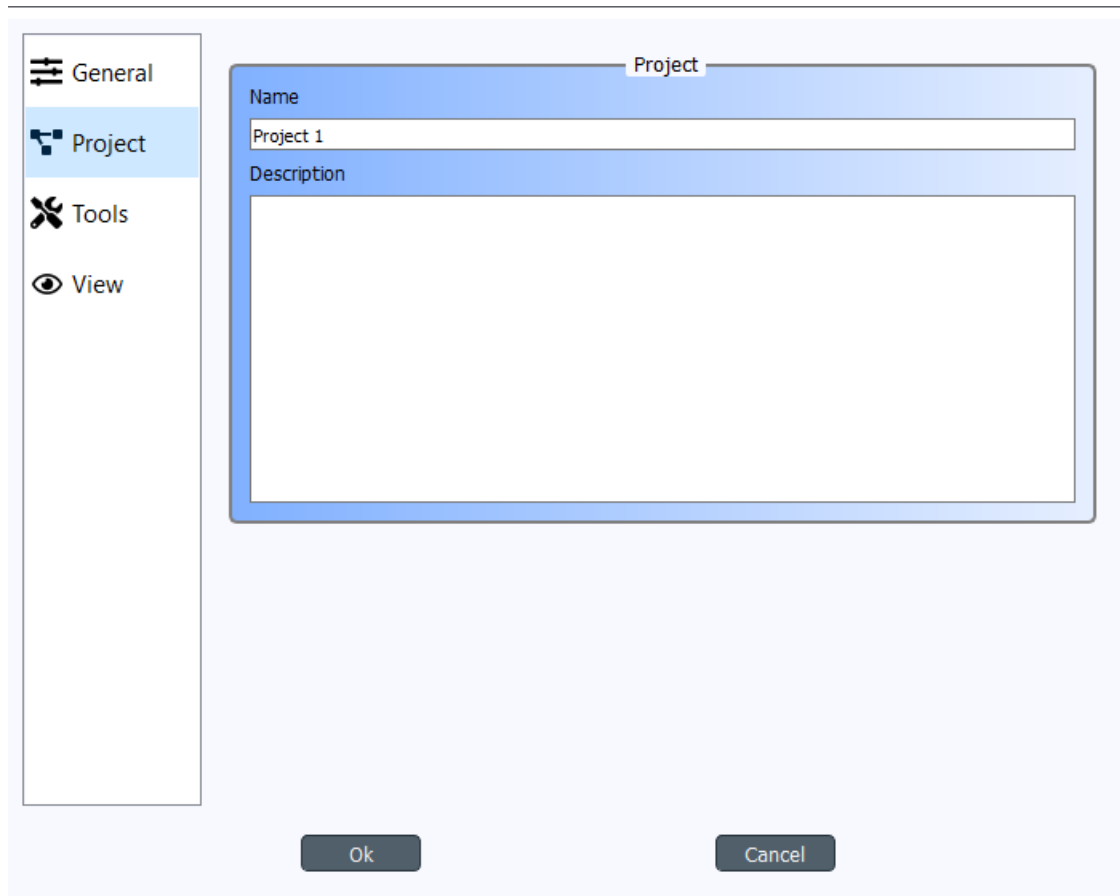 General
Project
Tools
View
Project
Name
Project 1
Description
Ok
Cancel